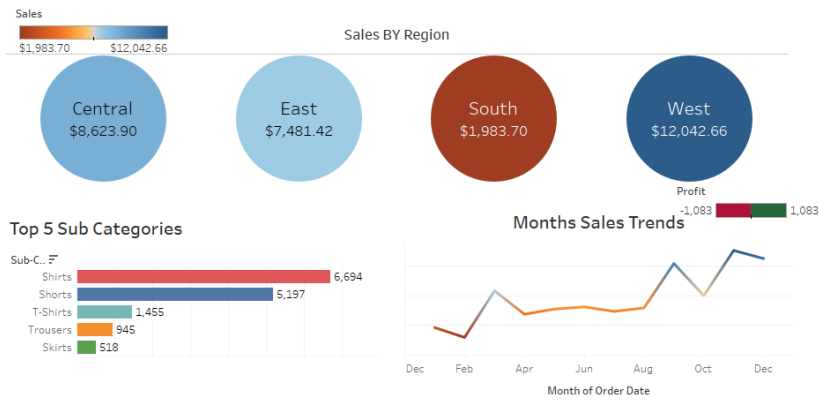 Sales
$1,983.70 $12,042.66
Sales BY Region
Central
$8,623.90
East
$7,481.42
South
$1,983.70
West
$12,042.66
Profit
-1,083 1,083
Top 5 Sub Categories
Sub-C..
Shirts 6,694
Shorts 5,197
T-Shirts 1,455
Trousers 945
Skirts 518
Months Sales Trends
Dec Feb Apr Jun Aug Oct Dec
Month of Order Date